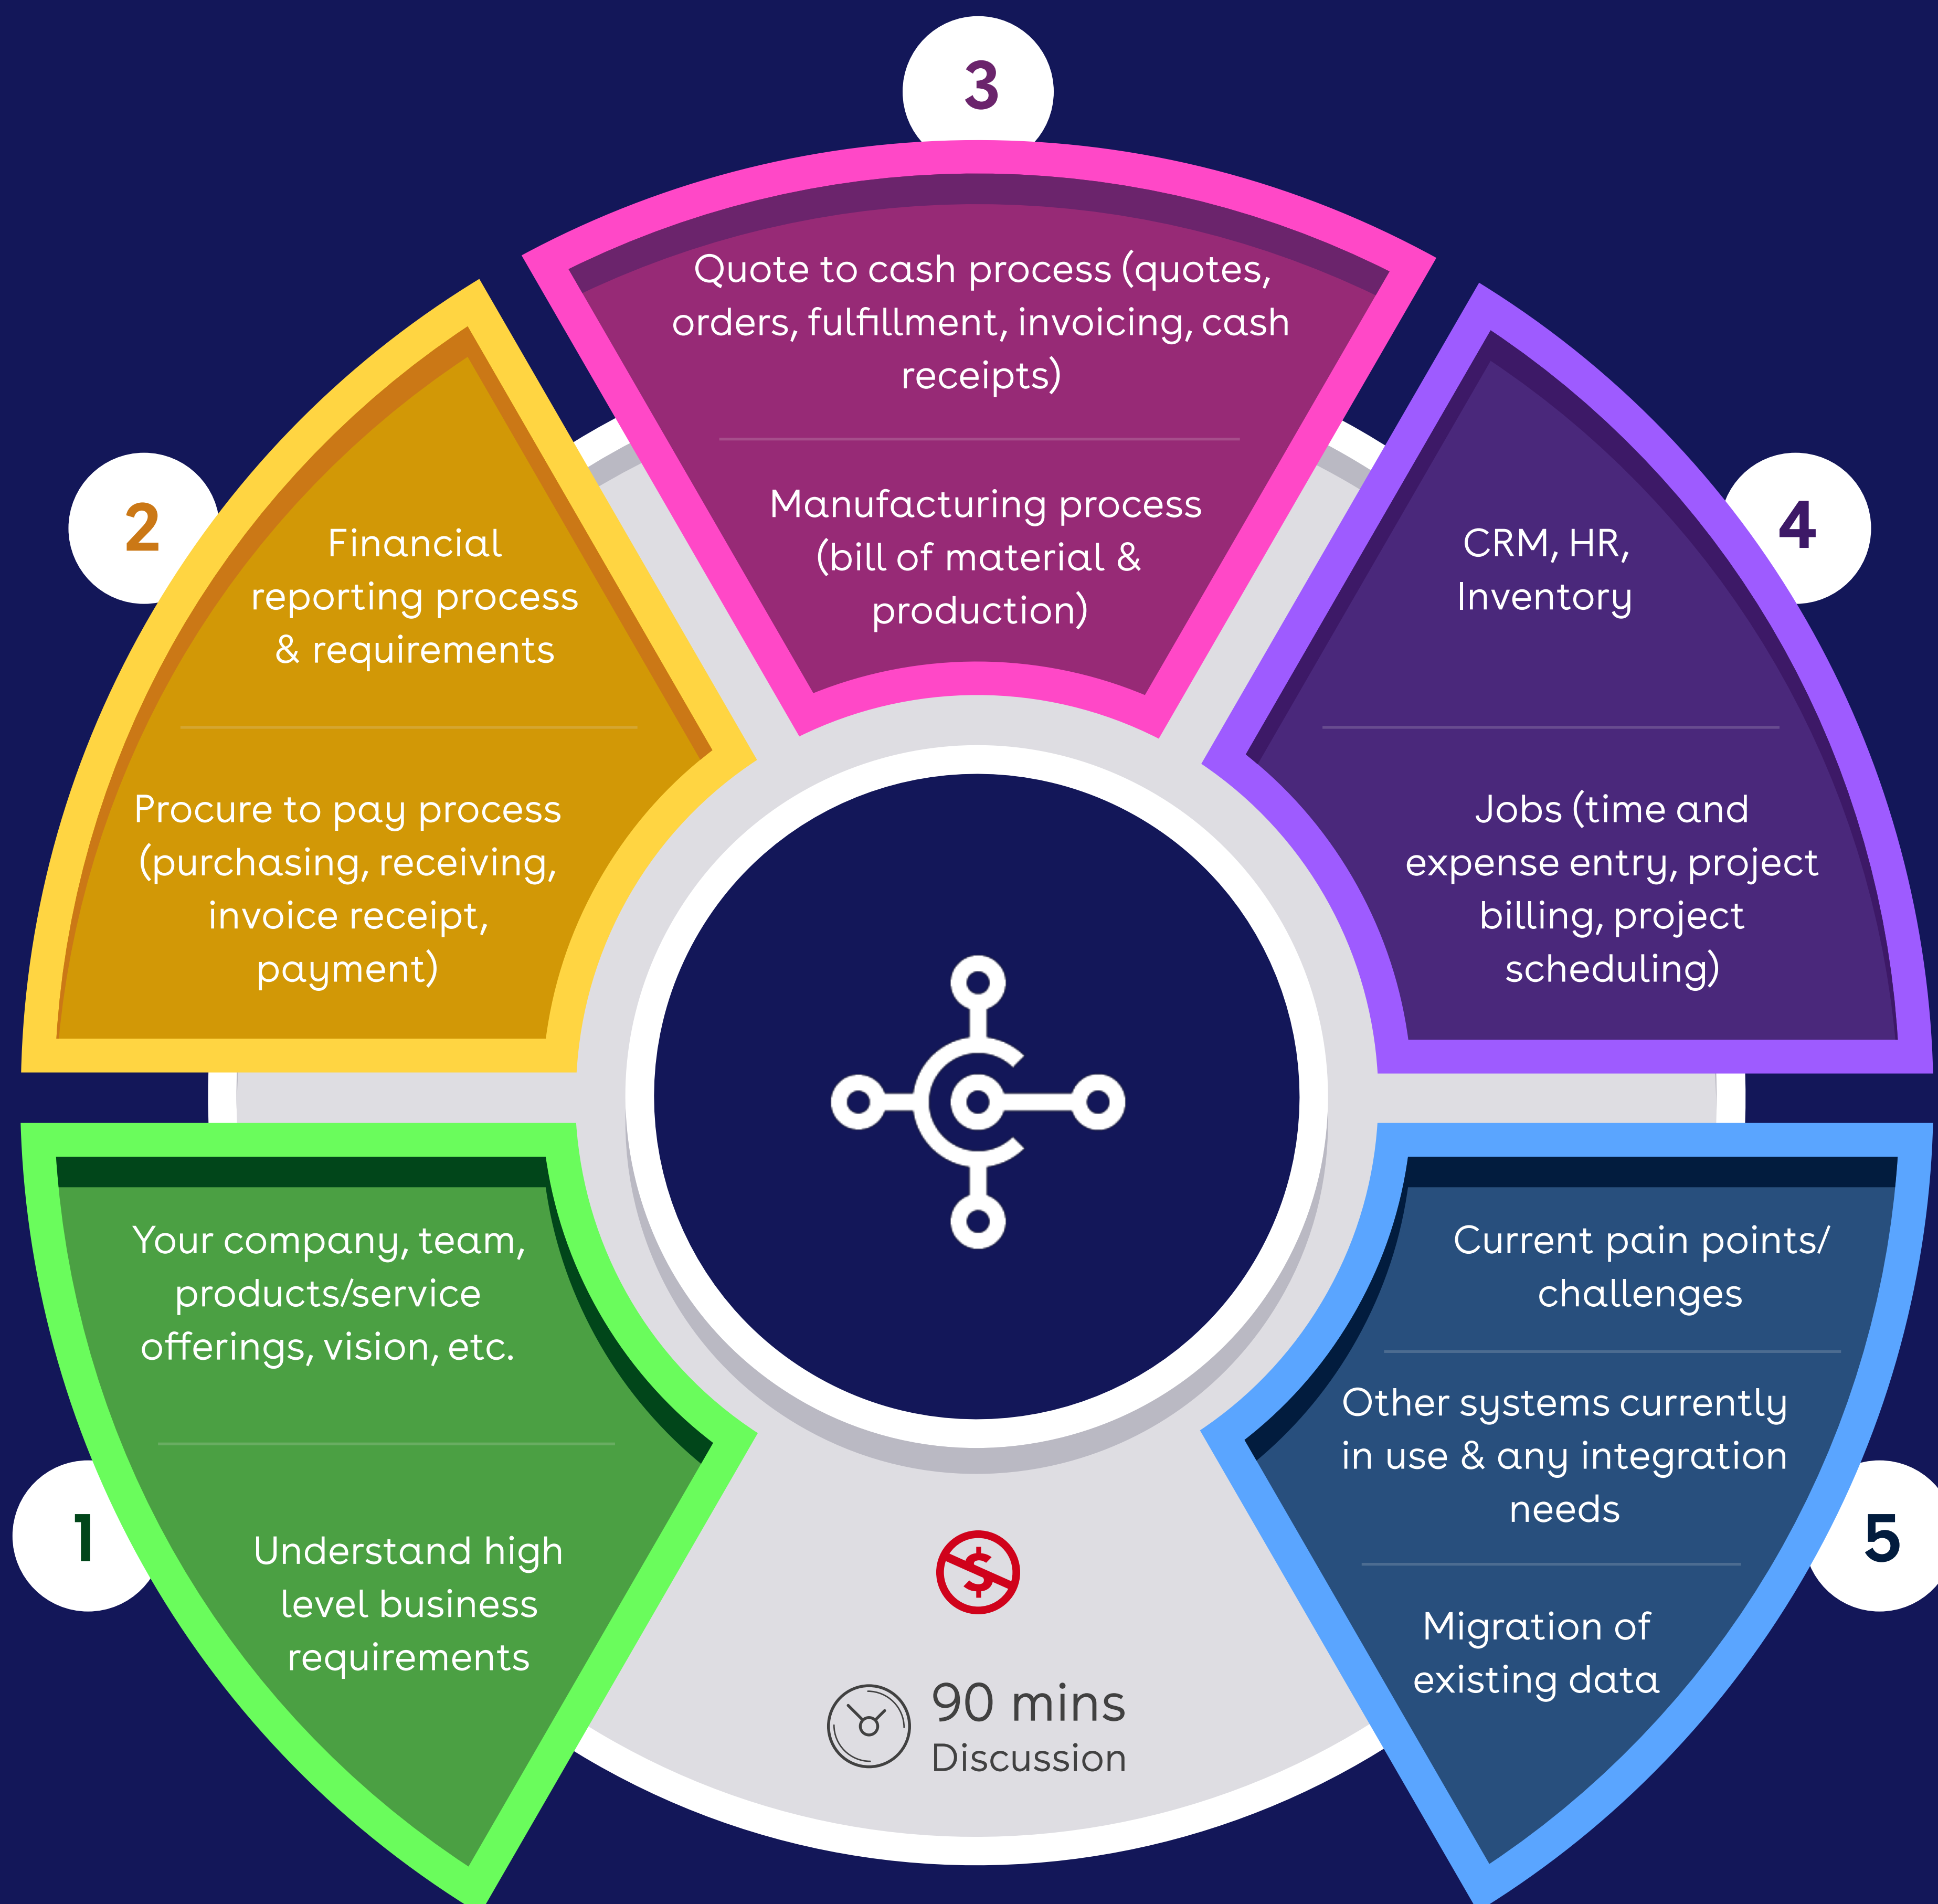 1
Your company, team,
products/service
offerings, vision, etc.
Understand high
level business
requirements
2
Financial
reporting process
& requirements
Procure to pay process
(purchasing, receiving,
invoice receipt,
payment)
3
Quote to cash process (quotes,
orders, fulfillment, invoicing, cash
receipts)
Manufacturing process
(bill of material &
production)
4
CRM, HR,
Inventory
Jobs (time and
expense entry, project
billing, project
scheduling)
5
Current pain points/
challenges
Other systems currently
in use & any integration
needs
Migration of
existing data
$
90 mins
Discussion